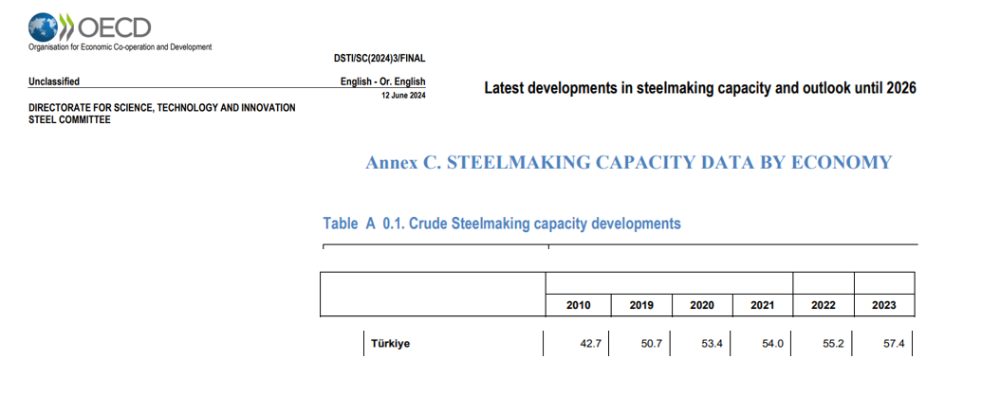 OECD
Organisation for Economic Co-operation and Development
DSTI/SC(2024)3/FINAL
Unclassified English - Or. English
12 June 2024
DIRECTORATE FOR SCIENCE, TECHNOLOGY AND INNOVATION
STEEL COMMITTEE
Latest developments in steelmaking capacity and outlook until 2026
Annex C. STEELMAKING CAPACITY DATA BY ECONOMY
Table A 0.1. Crude Steelmaking capacity developments
2010 2019 2020 2021 2022 2023
Türkiye 42.7 50.7 53.4 54.0 55.2 57.4